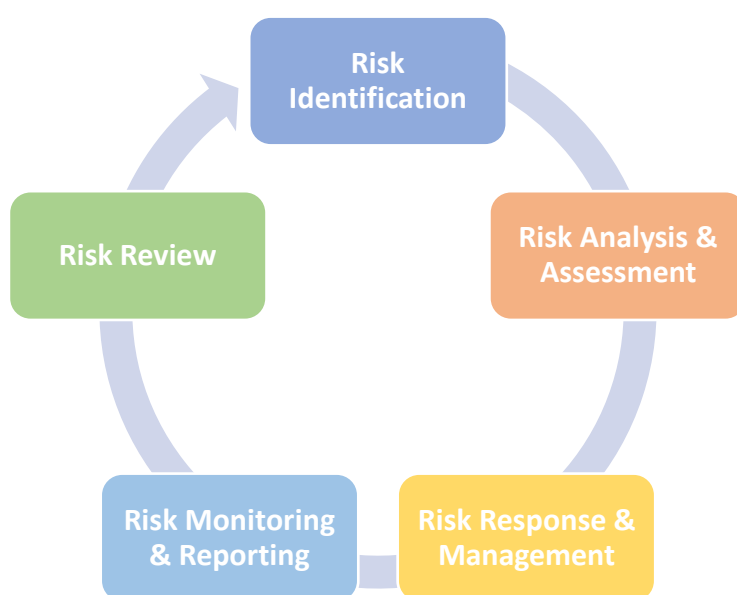 Risk
Identification
Risk Analysis &
Assessment
Risk Response &
Management
Risk Monitoring
& Reporting
Risk Review